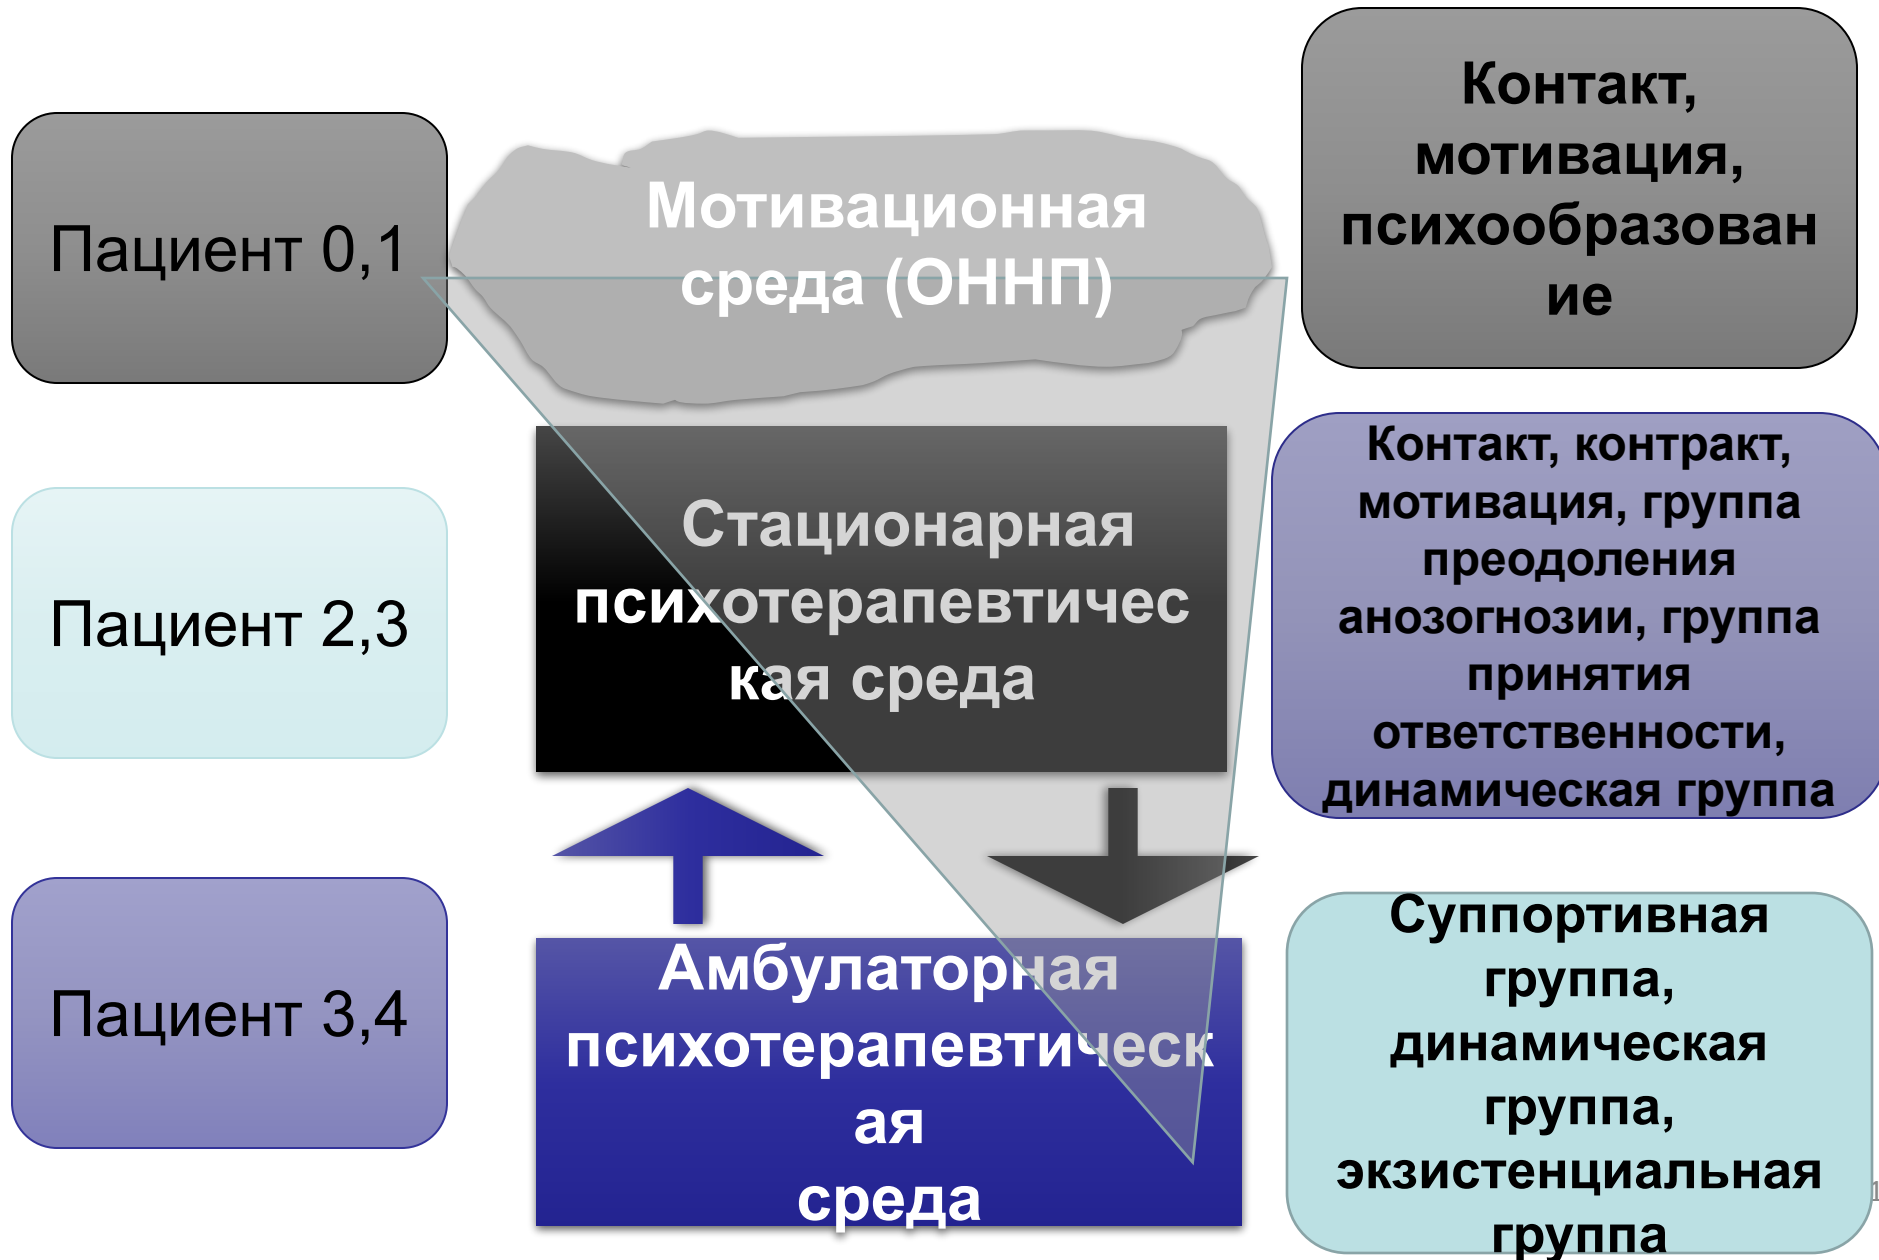 Пациент 0,1
Мотивационная
среда (ОННП)
Контакт,
мотивация,
психообразован
ие
Пациент 2,3
Стационарная
психотерапевтичес
кая среда
Контакт, контракт,
мотивация, группа
преодоления
анозогнозии, группа
принятия
ответственности,
динамическая группа
Пациент 3,4
Амбулаторная
психотерапевтическ
ая
среда
Суппортивная
группа,
динамическая
группа,
экзистенциальная
группа
1